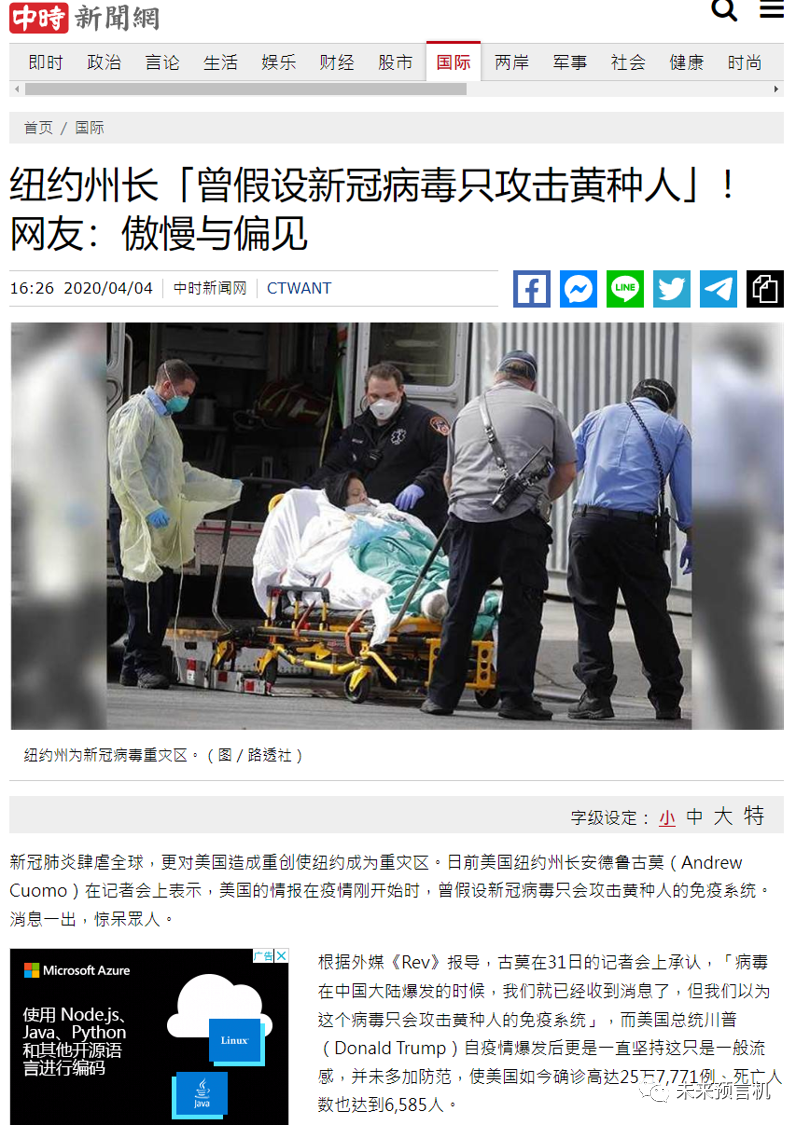 中時 新聞網
即时 政治 言论 生活 娱乐 财经 股市 国际 两岸 军事 社会 健康 时尚
首页 / 国际
纽约州长「曾假设新冠病毒只攻击黄种人」！
网友：傲慢与偏见
16:26 2020/04/04 中时新闻网 CTWANT
LINE
纽约州为新冠病毒重灾区。（图／路透社）
字级设定： 小 中 大 特
新冠肺炎肆虐全球，更对美国造成重创使纽约成为重灾区。日前美国纽约州长安德鲁古莫（Andrew
Cuomo）在记者会上表示，美国的情报在疫情刚开始时，曾假设新冠病毒只会攻击黄种人的免疫系统。
消息一出，惊呆眾人。
广告
Microsoft Azure
使用 Node.js、
Java、Python
和其他开源语
言进行编码
Linux
Java
根据外媒《Rev》报导，古莫在31日的记者会上承认，「病毒
在中国大陆爆发的时候，我们就已经收到消息了，但我们以为
这个病毒只会攻击黄种人的免疫系统」，而美国总统川普
（Donald Trump）自疫情爆发后更是一直坚持这只是一般流
感，并未多加防范，使美国如今确诊高达25万7,771例、死亡人
数也达到6,585人。
未来预言机